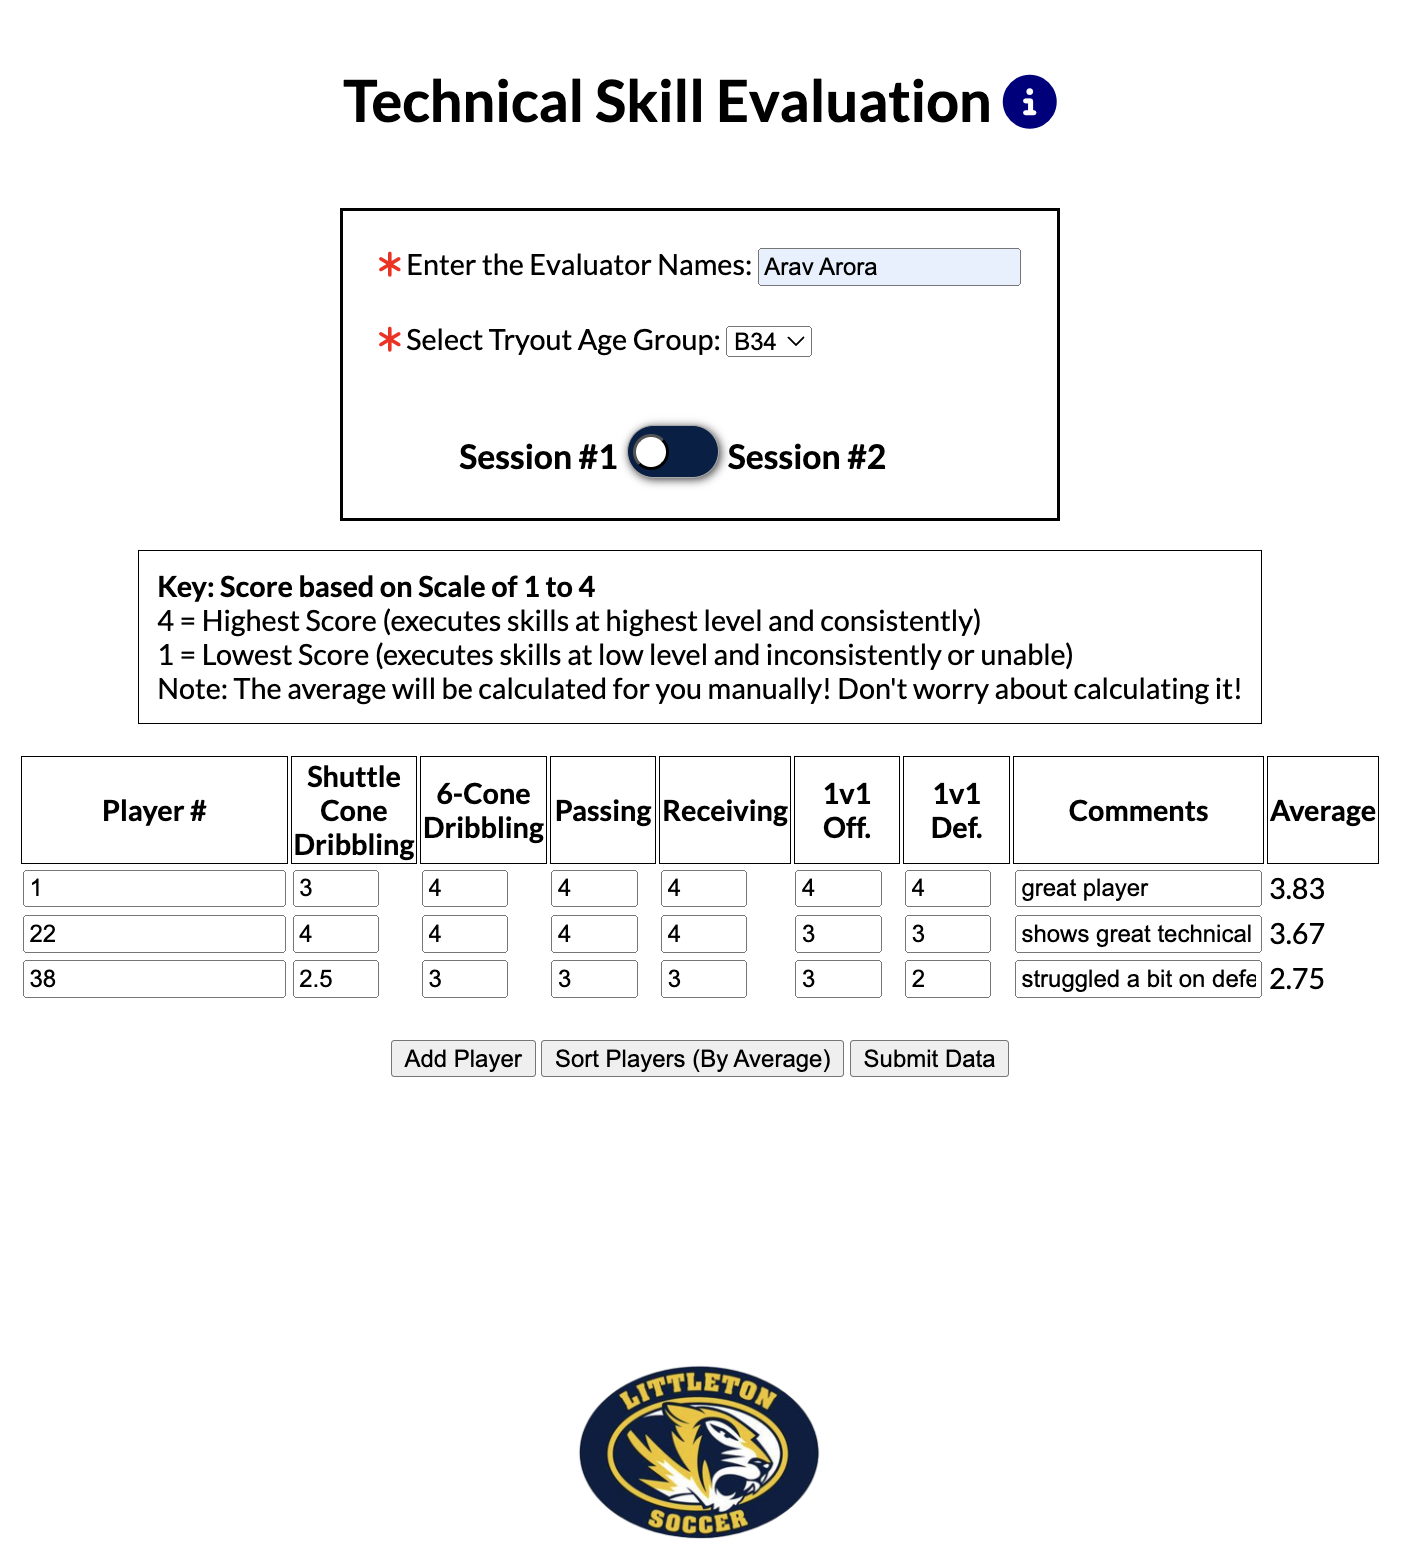 Technical Skill Evaluation
* Enter the Evaluator Names: Arav Arora
* Select Tryout Age Group: B34
Session #1 Session #2
Key: Score based on Scale of 1 to 4
4 = Highest Score (executes skills at highest level and consistently)
1 = Lowest Score (executes skills at low level and inconsistently or unable)
Note: The average will be calculated for you manually! Don't worry about calculating it!
Player # Shuttle Cone Dribbling 6-Cone Dribbling Passing Receiving 1v1 Off. 1v1 Def. Comments Average
1 3 4 4 4 4 4 great player 3.83
22 4 4 4 4 3 3 shows great technical 3.67
38 2.5 3 3 3 3 2 struggled a bit on defe 2.75
Add Player Sort Players (By Average) Submit Data
LITTLETON
SOCCER